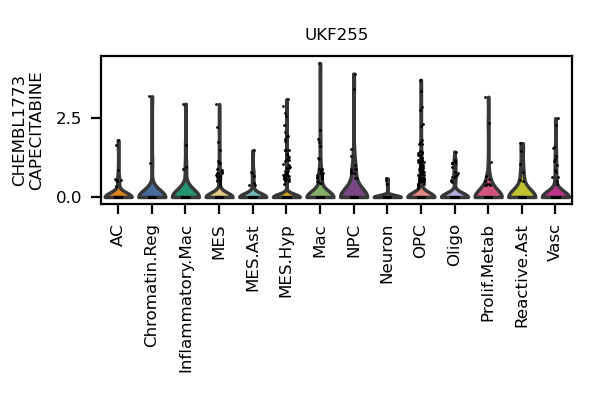 UKF255
CHEMBL1773
CAPECITABINE
2.5
0.0
AC
Chromatin.Reg
Inflammatory.Mac
MES
MES.Ast
MES.Hyp
Mac
NPC
Neuron
OPC
Oligo
Prolif.Metab
Reactive.Ast
Vasc